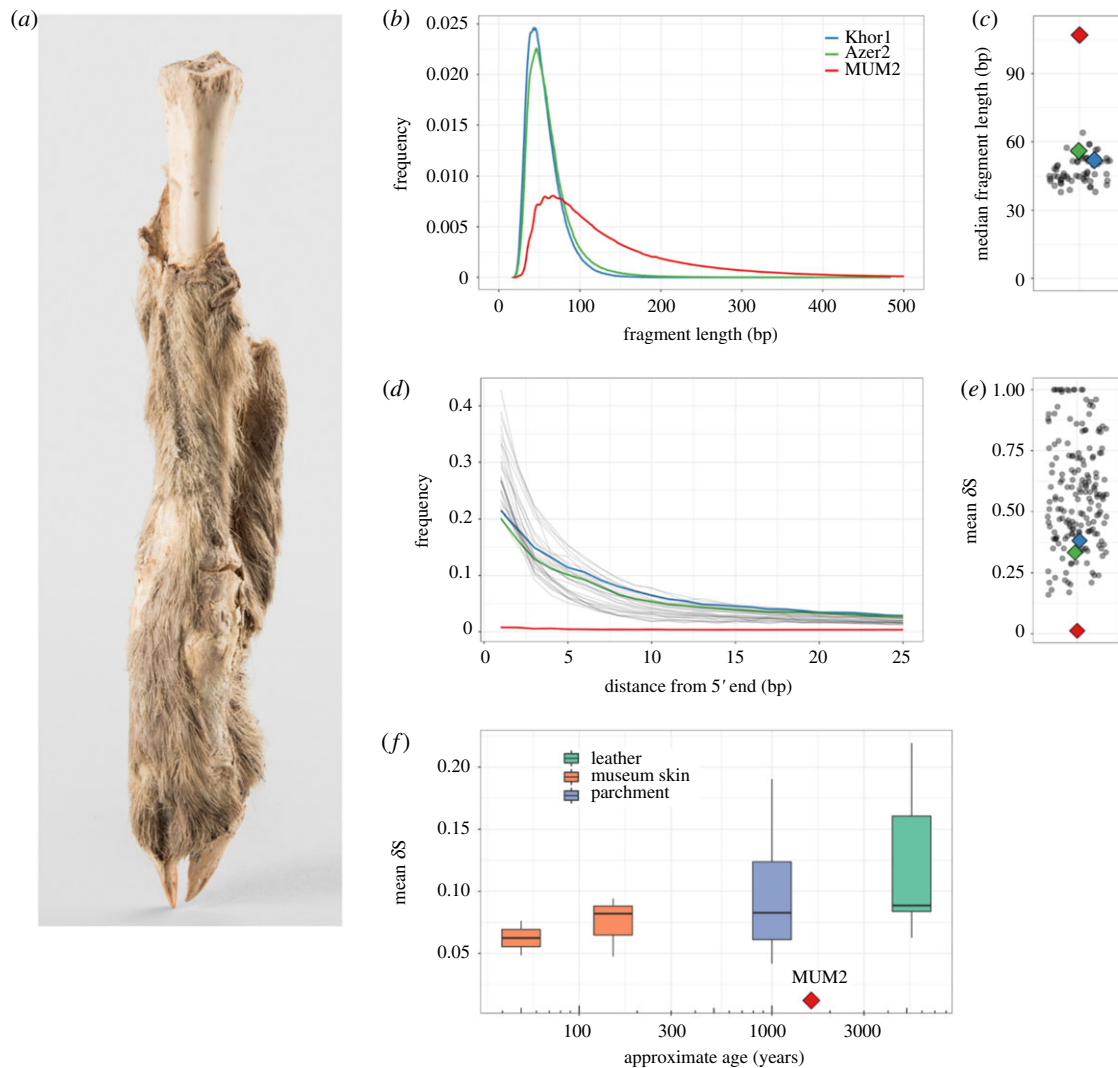 (a)
(b)
0.025
0.020
0.015
0.010
0.005
0
frequency
Khor1
Azer2
MUM2
0 100 200 300 400 500
fragment length (bp)
(c)
90
60
30
0
median fragment length (bp)
(d)
0.4
0.3
0.2
0.1
0
frequency
0 5 10 15 20 25
distance from 5′ end (bp)
(e)
1.00
0.75
0.50
0.25
0
mean δS
(f)
0.20
0.15
0.10
0.05
mean δS
leather
museum skin
parchment
MUM2
100 300 1000 3000
approximate age (years)